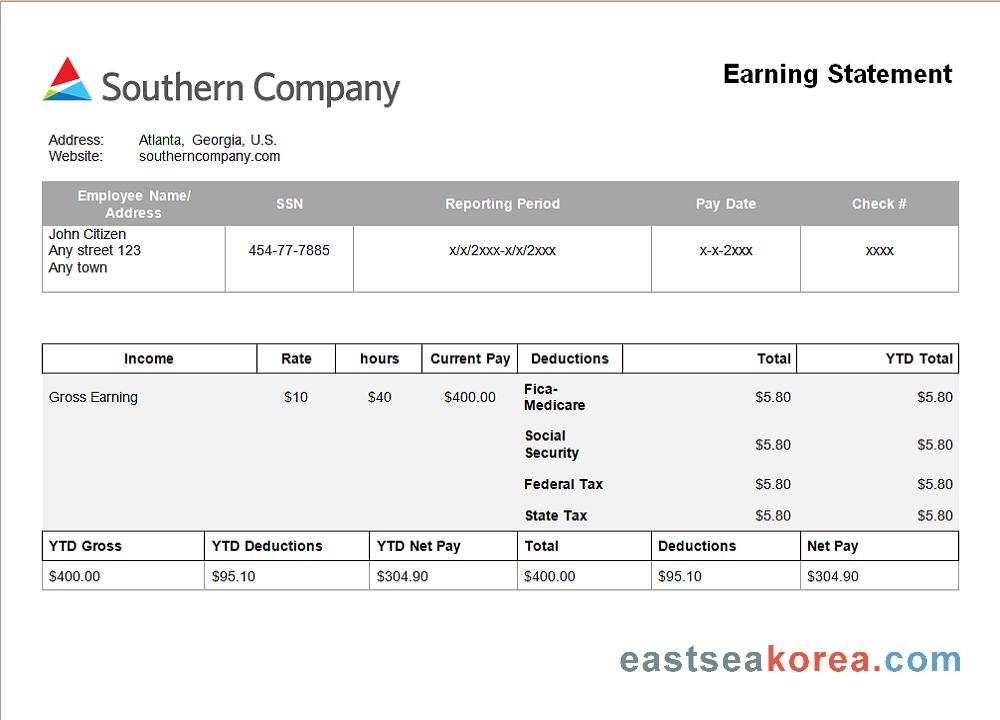 Southern Company
Earning Statement
Address: Atlanta, Georgia, U.S.
Website: southerncompany.com
Employee Name/
Address
SSN
Reporting Period
Pay Date
Check #
John Citizen
Any street 123
Any town
454-77-7885
x/x/2xxx-x/x/2xxx
x-x-2xxx
xxxx
Income Rate hours Current Pay Deductions Total YTD Total
Gross Earning $10 $40 $400.00
Fica-
Medicare
$5.80 $5.80
Social
Security
$5.80 $5.80
Federal Tax $5.80 $5.80
State Tax $5.80 $5.80
YTD Gross YTD Deductions YTD Net Pay Total Deductions Net Pay
$400.00 $95.10 $304.90 $400.00 $95.10 $304.90
eastseakorea.com